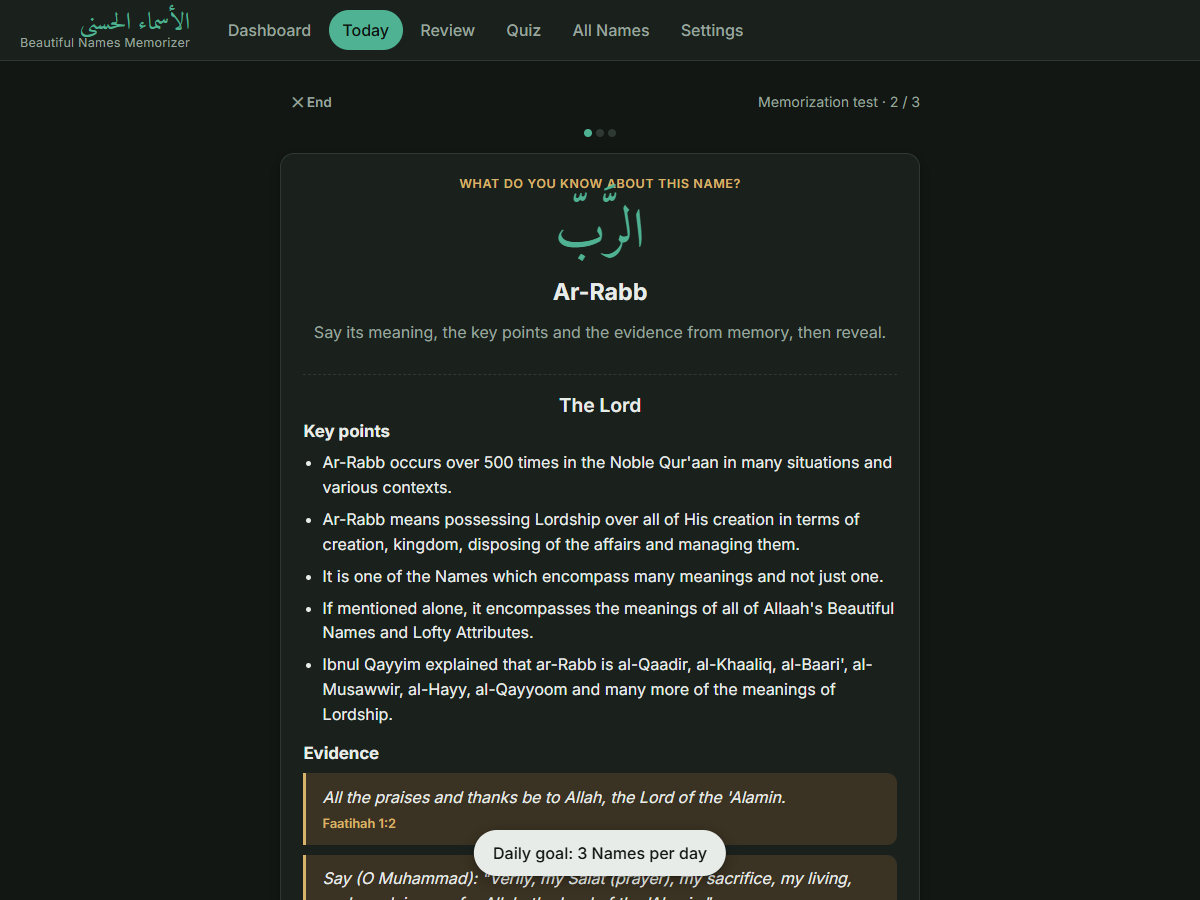 الأسماء الحسنى
Beautiful Names Memorizer
Dashboard
Today
Review
Quiz
All Names
Settings
End
Memorization test · 2 / 3
WHAT DO YOU KNOW ABOUT THIS NAME?
الرَّبّ
Ar-Rabb
Say its meaning, the key points and the evidence from memory, then reveal.
The Lord
Key points
• Ar-Rabb occurs over 500 times in the Noble Qur'aan in many situations and
various contexts.
• Ar-Rabb means possessing Lordship over all of His creation in terms of
creation, kingdom, disposing of the affairs and managing them.
• It is one of the Names which encompass many meanings and not just one.
• If mentioned alone, it encompasses the meanings of all of Allaah's Beautiful
Names and Lofty Attributes.
• Ibnul Qayyim explained that ar-Rabb is al-Qaadir, al-Khaaliq, al-Baari', al-
Musawwir, al-Hayy, al-Qayyoom and many more of the meanings of
Lordship.
Evidence
All the praises and thanks be to Allah, the Lord of the 'Alamin.
Faatihah 1:2
Daily goal: 3 Names per day
Say (O Muhammad): "Verily, my Salat (prayer), my sacrifice, my living,